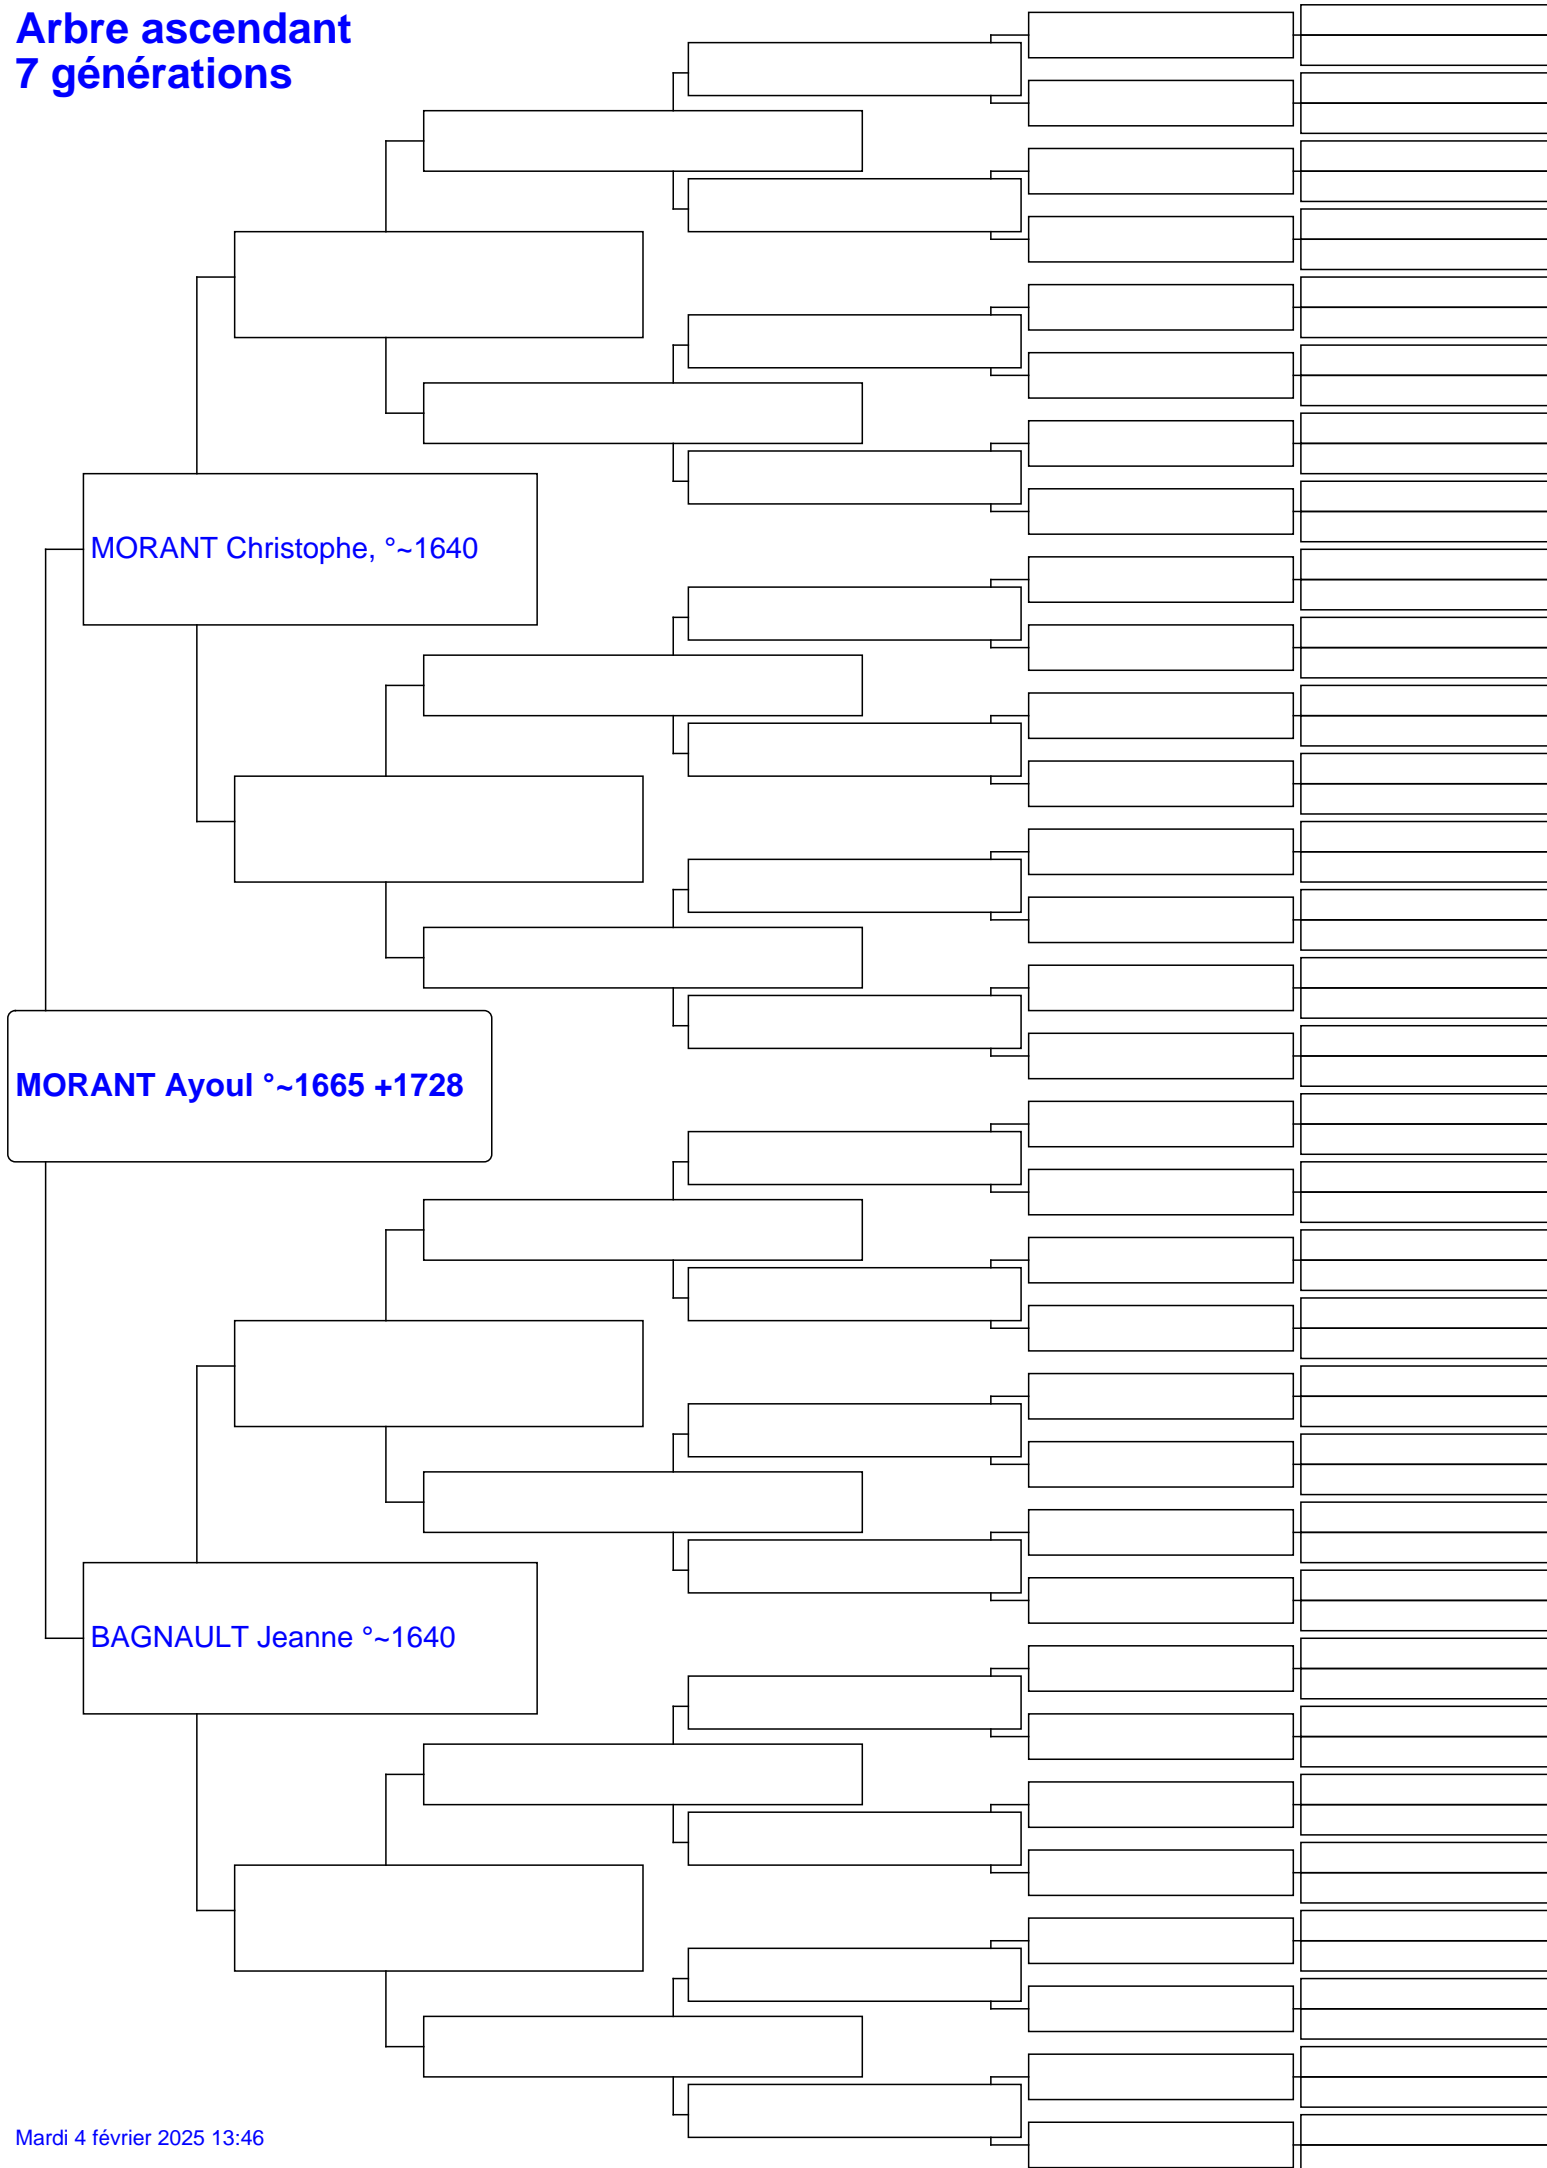 Arbre ascendant
7 générations
MORANT Christophe, °~1640
MORANT Ayoul °~1665 +1728
BAGNAULT Jeanne °~1640
Mardi 4 février 2025 13:46